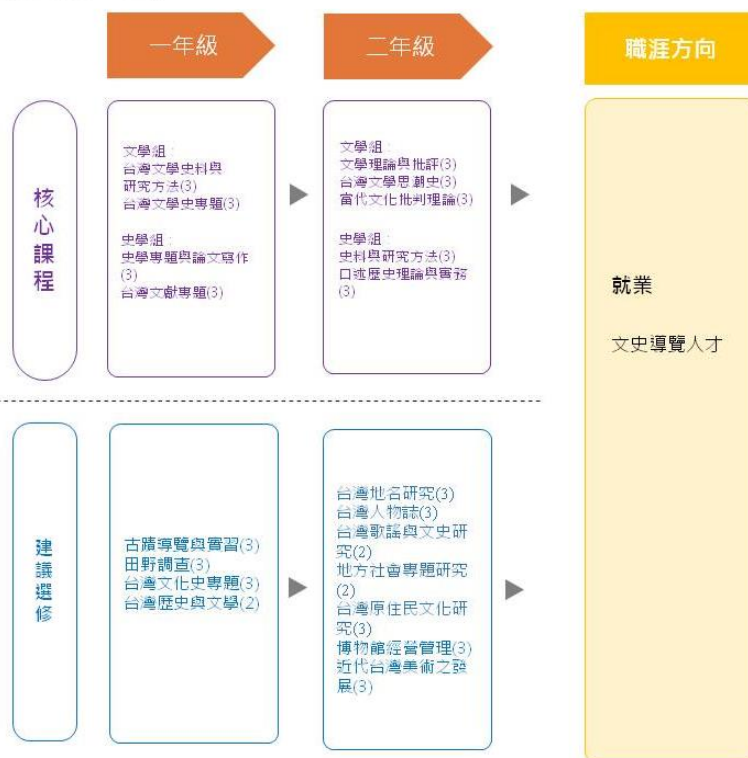 一年級
二年級
職涯方向
核
心
課
程
文學組:
台灣文學史料與
研究方法(3)
台灣文學史專題(3)
史學組:
史學專題與論文寫作
(3)
台灣文獻專題(3)
文學組:
文學理論與批評(3)
台灣文學思潮史(3)
當代文化批判理論(3)
史學組:
史料與研究方法(3)
口述歷史理論與實務
(3)
就業
文史導覽人才
建
議
選
修
古蹟導覽與實習(3)
田野調查(3)
台灣文化史專題(3)
台灣歷史與文學(2)
台灣地名研究(3)
台灣人物誌(3)
台灣歌謠與文史研
究(2)
地方社會專題研究
(2)
台灣原住民文化研
究(3)
博物館經營管理(3)
近代台灣美術之發
展(3)